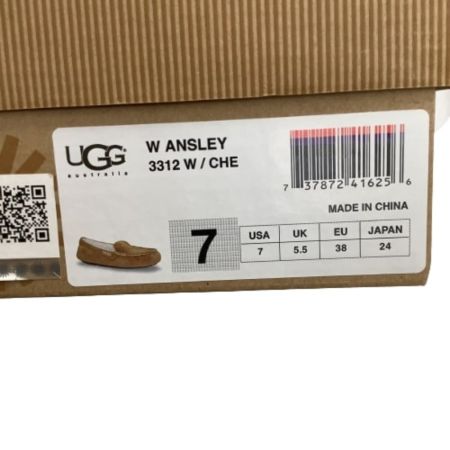 UGG
australia
W ANSLEY
3312 W / CHE
7 37872 41625 6
MADE IN CHINA
7
USA UK EU JAPAN
7 5.5 38 24